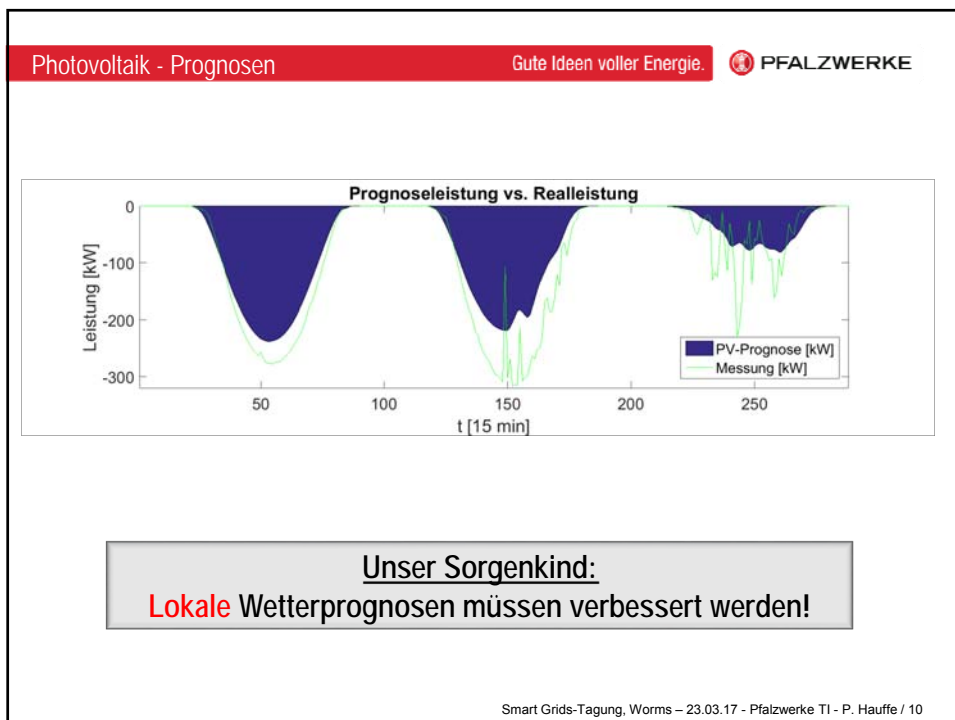 Photovoltaik - Prognosen
Gute Ideen voller Energie.
PFALZWERKE
Prognoseleistung vs. Realleistung
Leistung [kW]
0
-100
-200
-300
50
100
150
200
250
t [15 min]
PV-Prognose [kW]
Messung [kW]
Unser Sorgenkind:
Lokale Wetterprognosen müssen verbessert werden!
Smart Grids-Tagung, Worms – 23.03.17 - Pfalzwerke TI - P. Hauffe / 10